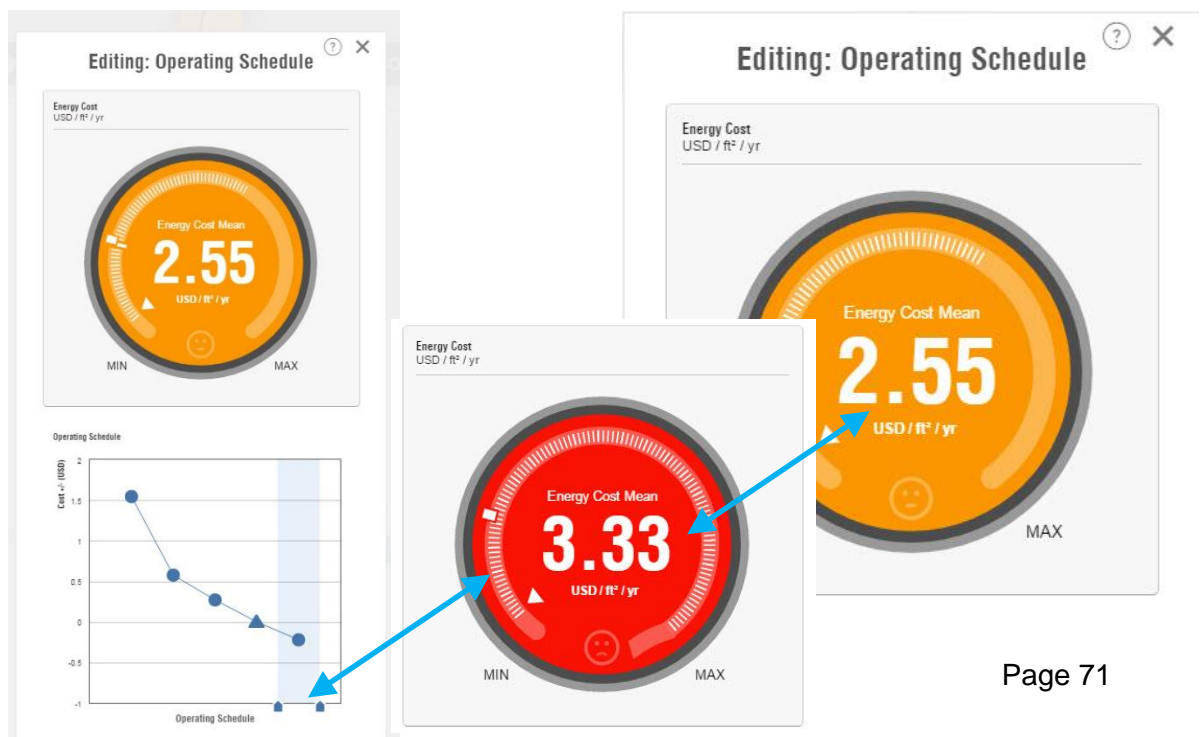 Editing: Operating Schedule
?
Energy Cost
USD / ft² / yr
Energy Cost Mean
2.55
USD / ft² / yr
MIN
MAX
Operating Schedule
Cost +/- (USD)
2
1.5
1
0.5
0
-0.5
-1
Operating Schedule
Energy Cost
USD / ft² / yr
Energy Cost Mean
3.33
USD / ft² / yr
MIN
MAX
Editing: Operating Schedule
?
Energy Cost
USD / ft² / yr
Energy Cost Mean
2.55
USD / ft² / yr
MAX
Page 71